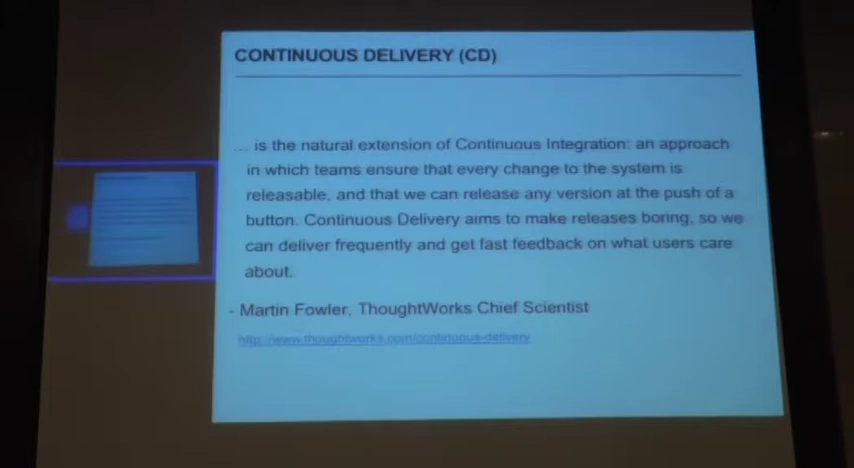 CONTINUOUS DELIVERY (CD)
... is the natural extension of Continuous Integration: an approach
in which teams ensure that every change to the system is
releasable, and that we can release any version at the push of a
button. Continuous Delivery aims to make releases boring, so we
can deliver frequently and get fast feedback on what users care
about.
- Martin Fowler, ThoughtWorks Chief Scientist
http://www.thoughtworks.com/continuous-delivery